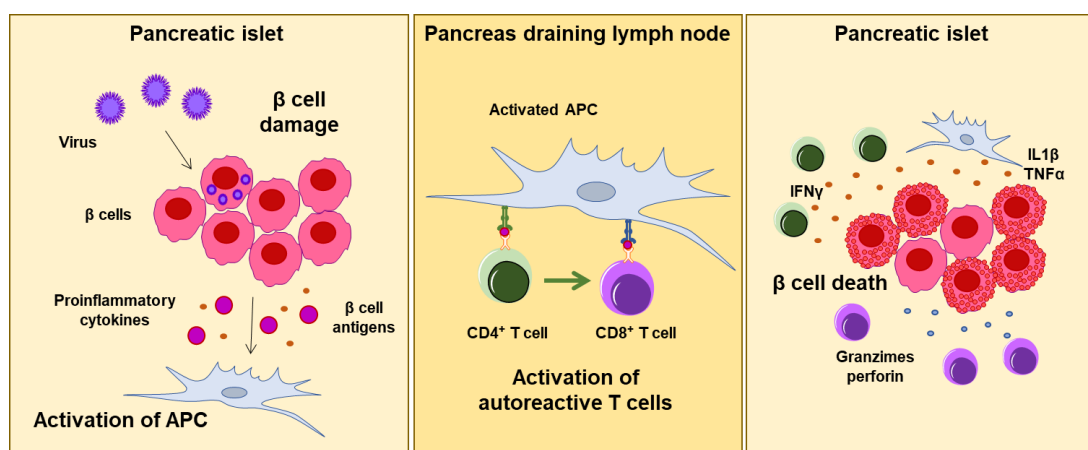 Pancreatic islet
Virus
β cell
damage
β cells
Proinflammatory
cytokines
β cell
antigens
Activation of APC
Pancreas draining lymph node
Activated APC
CD4⁺ T cell
CD8⁺ T cell
Activation of
autoreactive T cells
Pancreatic islet
IL1β
TNFα
IFNγ
β cell death
Granzimes
perforin